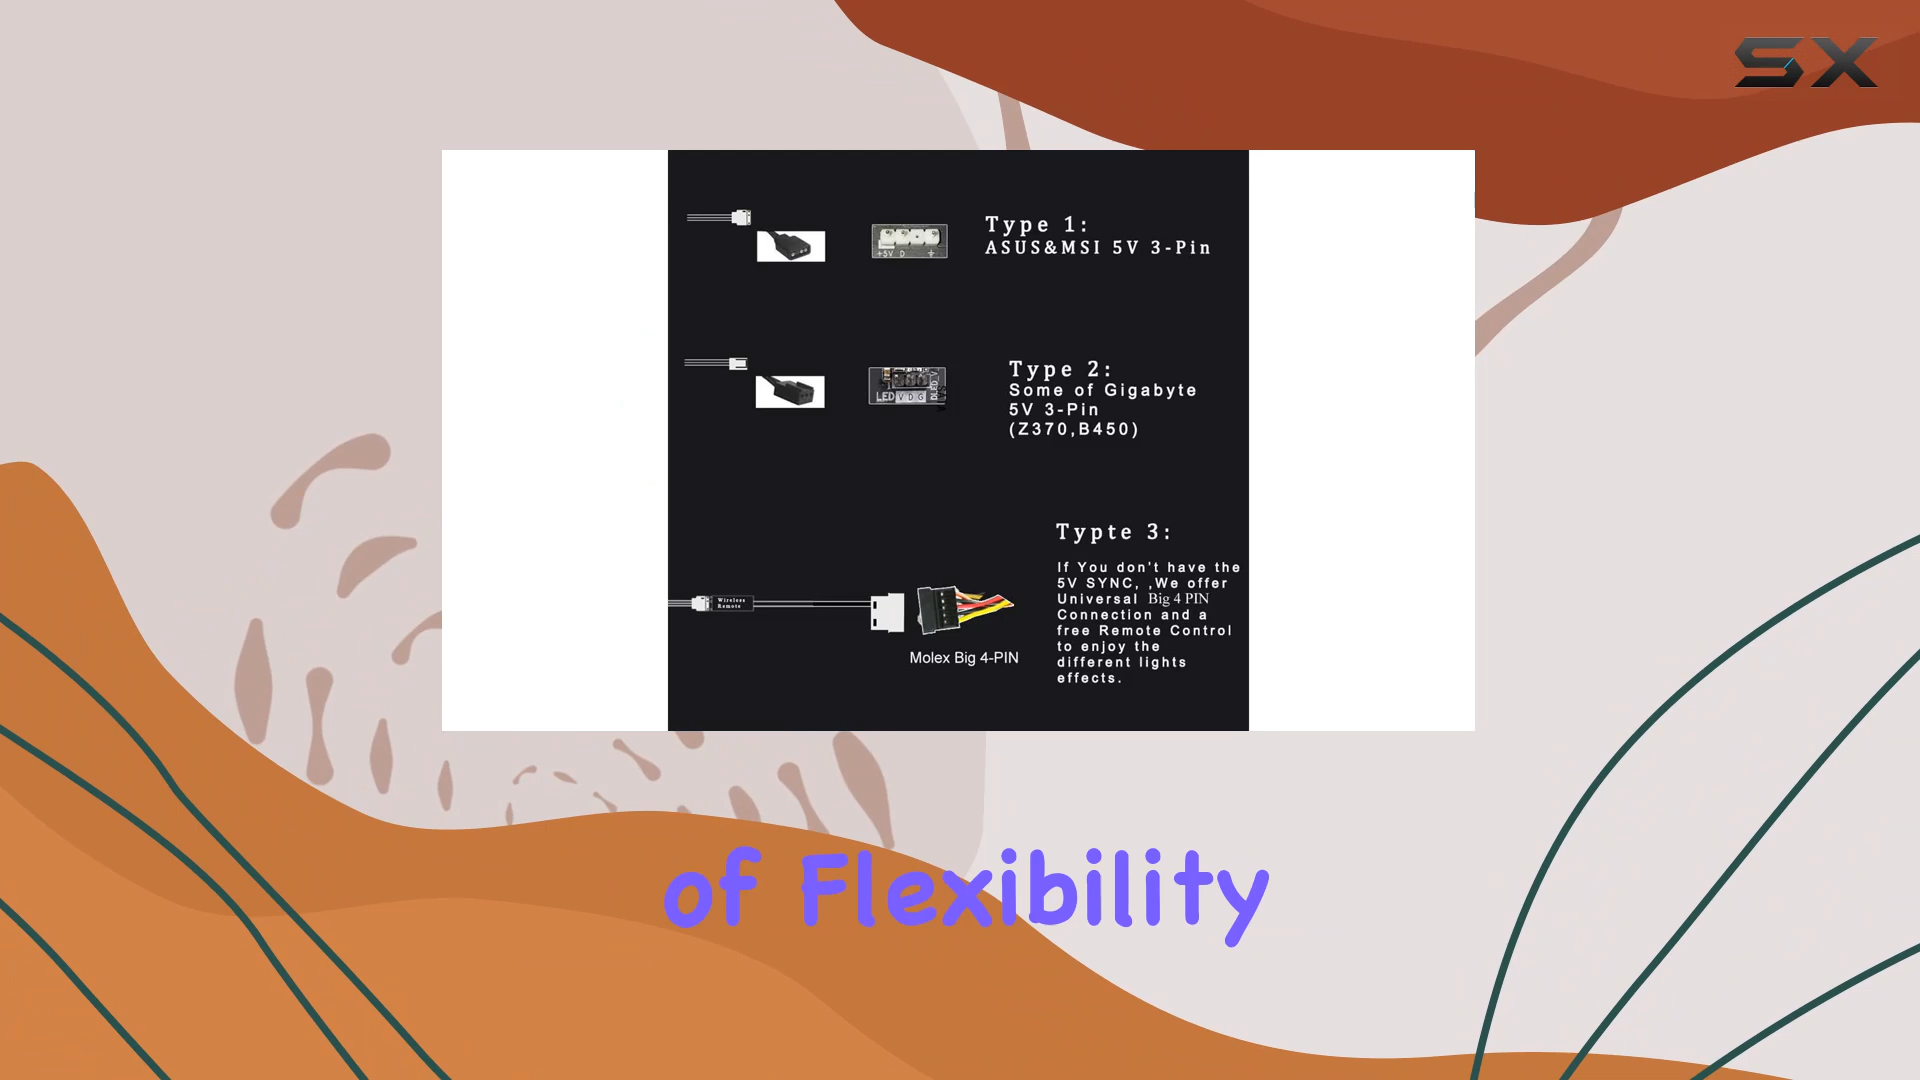 SX
Type 1:
ASUS&MSI 5V 3-Pin
+5V D
Type 2:
Some of Gigabyte
5V 3-Pin
(Z370,B450)
LED VDG
DLED_V
Typte 3:
If You don't have the
5V SYNC, ,We offer
Universal Big 4 PIN
Connection and a
free Remote Control
to enjoy the
different lights
effects.
Wireless
Remote
Molex Big 4-PIN
of Flexibility